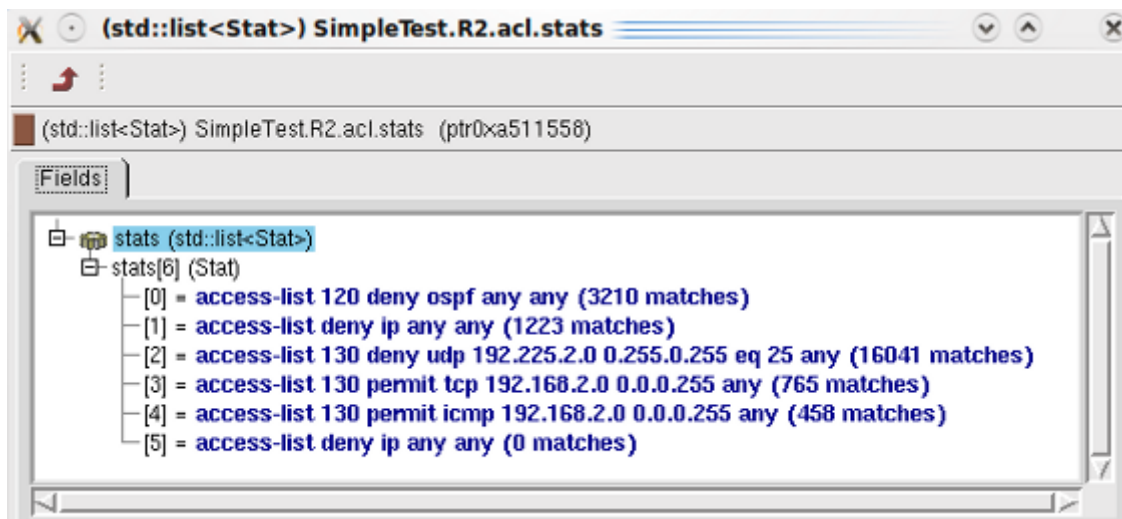 (std::list<Stat>) SimpleTest.R2.acl.stats
(std::list<Stat>) SimpleTest.R2.acl.stats (ptr0xa511558)
Fields
stats (std::list<Stat>)
stats[6] (Stat)
[0] = access-list 120 deny ospf any any (3210 matches)
[1] = access-list deny ip any any (1223 matches)
[2] = access-list 130 deny udp 192.225.2.0 0.255.0.255 eq 25 any (16041 matches)
[3] = access-list 130 permit tcp 192.168.2.0 0.0.0.255 any (765 matches)
[4] = access-list 130 permit icmp 192.168.2.0 0.0.0.255 any (458 matches)
[5] = access-list deny ip any any (0 matches)